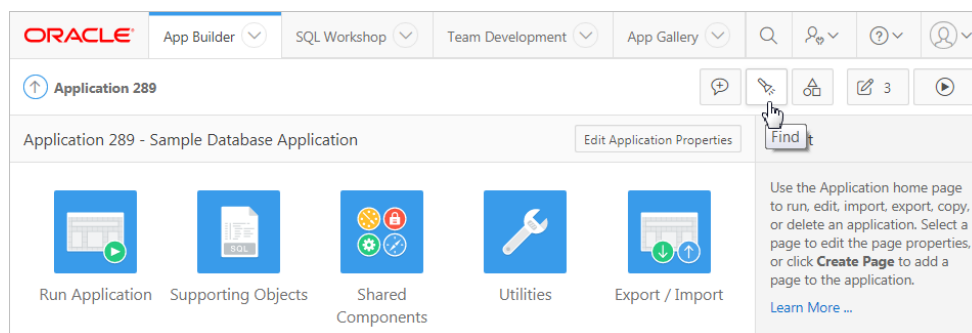 ORACLE App Builder SQL Workshop Team Development App Gallery
Application 289 3
Application 289 - Sample Database Application Edit Application Properties
Find
Use the Application home page
to run, edit, import, export, copy,
or delete an application. Select a
page to edit the page properties,
or click Create Page to add a
page to the application.
Learn More ...
SQL
Run Application Supporting Objects Shared Components Utilities Export / Import